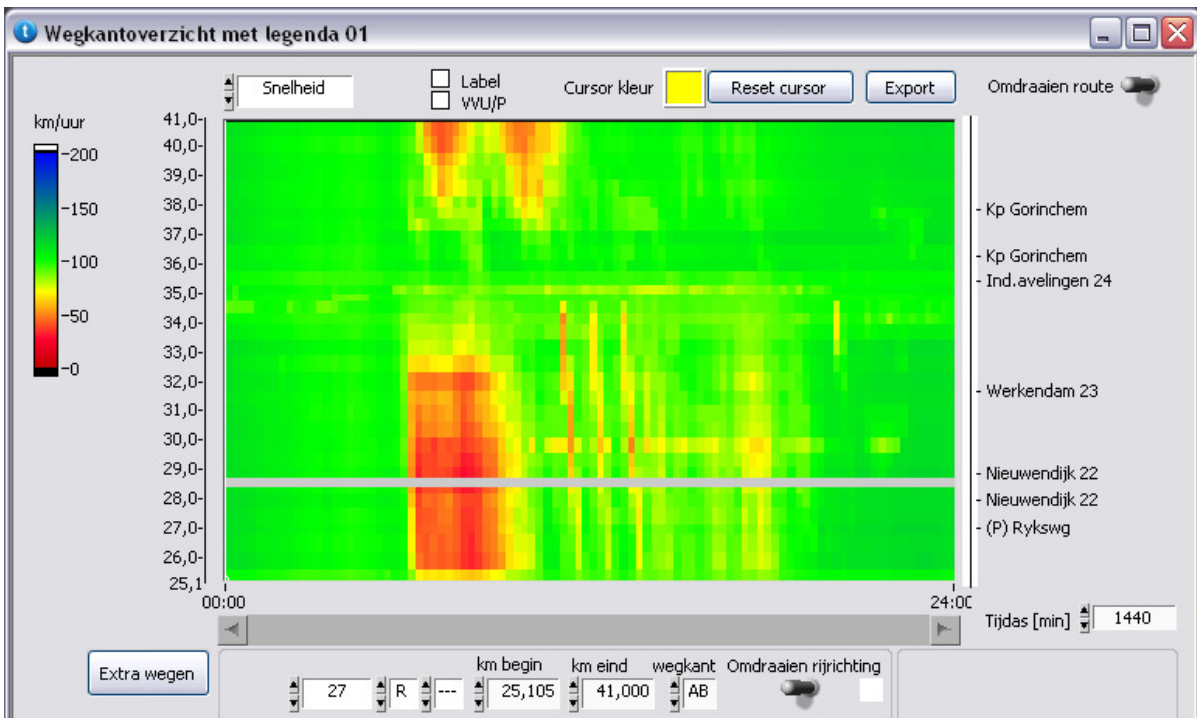 Wegkantoverzicht met legenda 01
Snelheid
Label
VVU/P
Cursor kleur
Reset cursor
Export
Omdraaien route
km/uur
-200
-150
-100
-50
-0
41,0-
40,0-
39,0-
38,0-
37,0-
36,0-
35,0-
34,0-
33,0-
32,0-
31,0-
30,0-
29,0-
28,0-
27,0-
26,0-
25,1
- Kp Gorinchem
- Kp Gorinchem
- Ind.avelingen 24
- Werkendam 23
- Nieuwendijk 22
- Nieuwendijk 22
- (P) Rykswg
00:00
24:00
Tijdas [min]
1440
Extra wegen
km begin
km eind
wegkant
Omdraaien rijrichting
27
R
---
25,105
41,000
AB